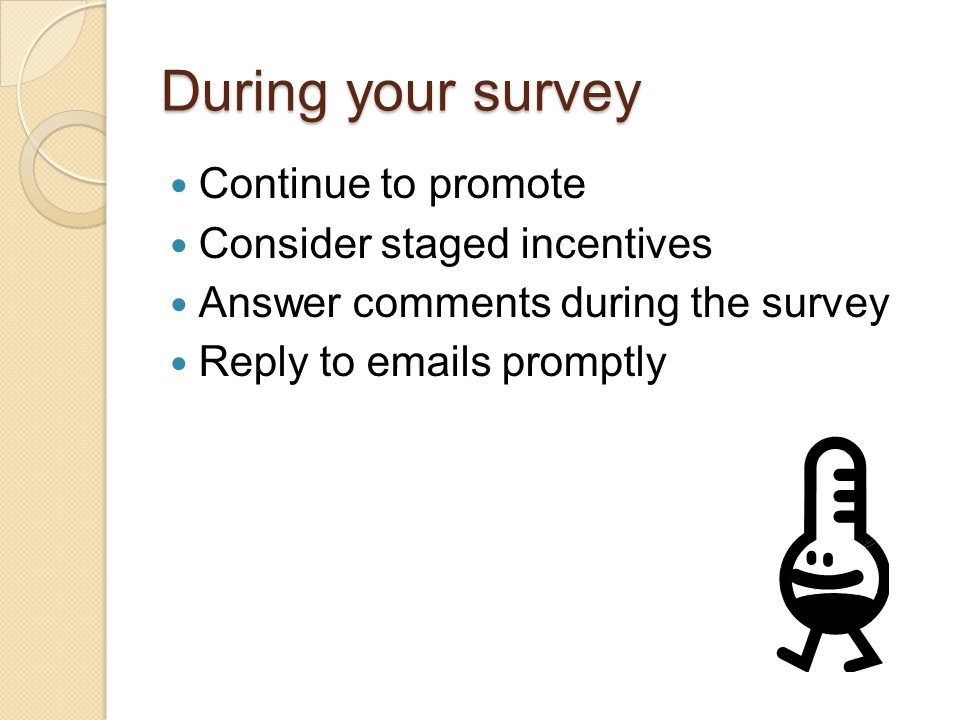 During your survey
Continue to promote
Consider staged incentives
Answer comments during the survey
Reply to emails promptly